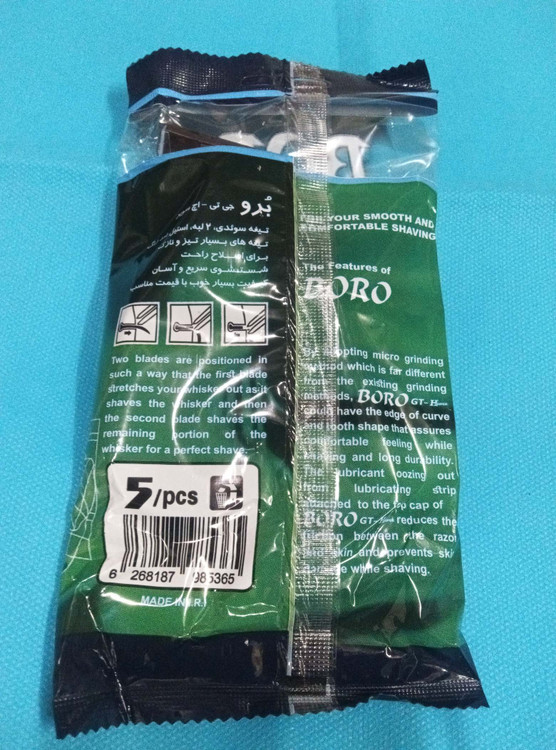 بُرو جی تی - اچ
تیغه سوئدی، ۲ لبه،
تیغه های بسیار تیز و
برای اصلاح راحت
شستشوی سریع و آسان
کیفیت بسیار خوب با قیمت مناسب
Two blades are positioned in
such a way that the first blade
stretches your whisker out as it
shaves the whisker and then
the second blade shaves the
remaining portion of the
whisker for a perfect shave.
5/pcs
6 268187 985365
MADE IN I.R.I
FOR YOUR SMOOTH AND
COMFORTABLE SHAVING
The Features of
BORO
By adopting micro grinding
method which is far different
from the existing grinding
methods, BORO GT-H
could have the edge of curve
and tooth shape that assures
comfortable feeling while
shaving and long durability.
The lubricant oozing out
from lubricating strip
attached to the top cap of
BORO GT-H reduces the
friction between the razor
and skin and prevents skin
damage while shaving.